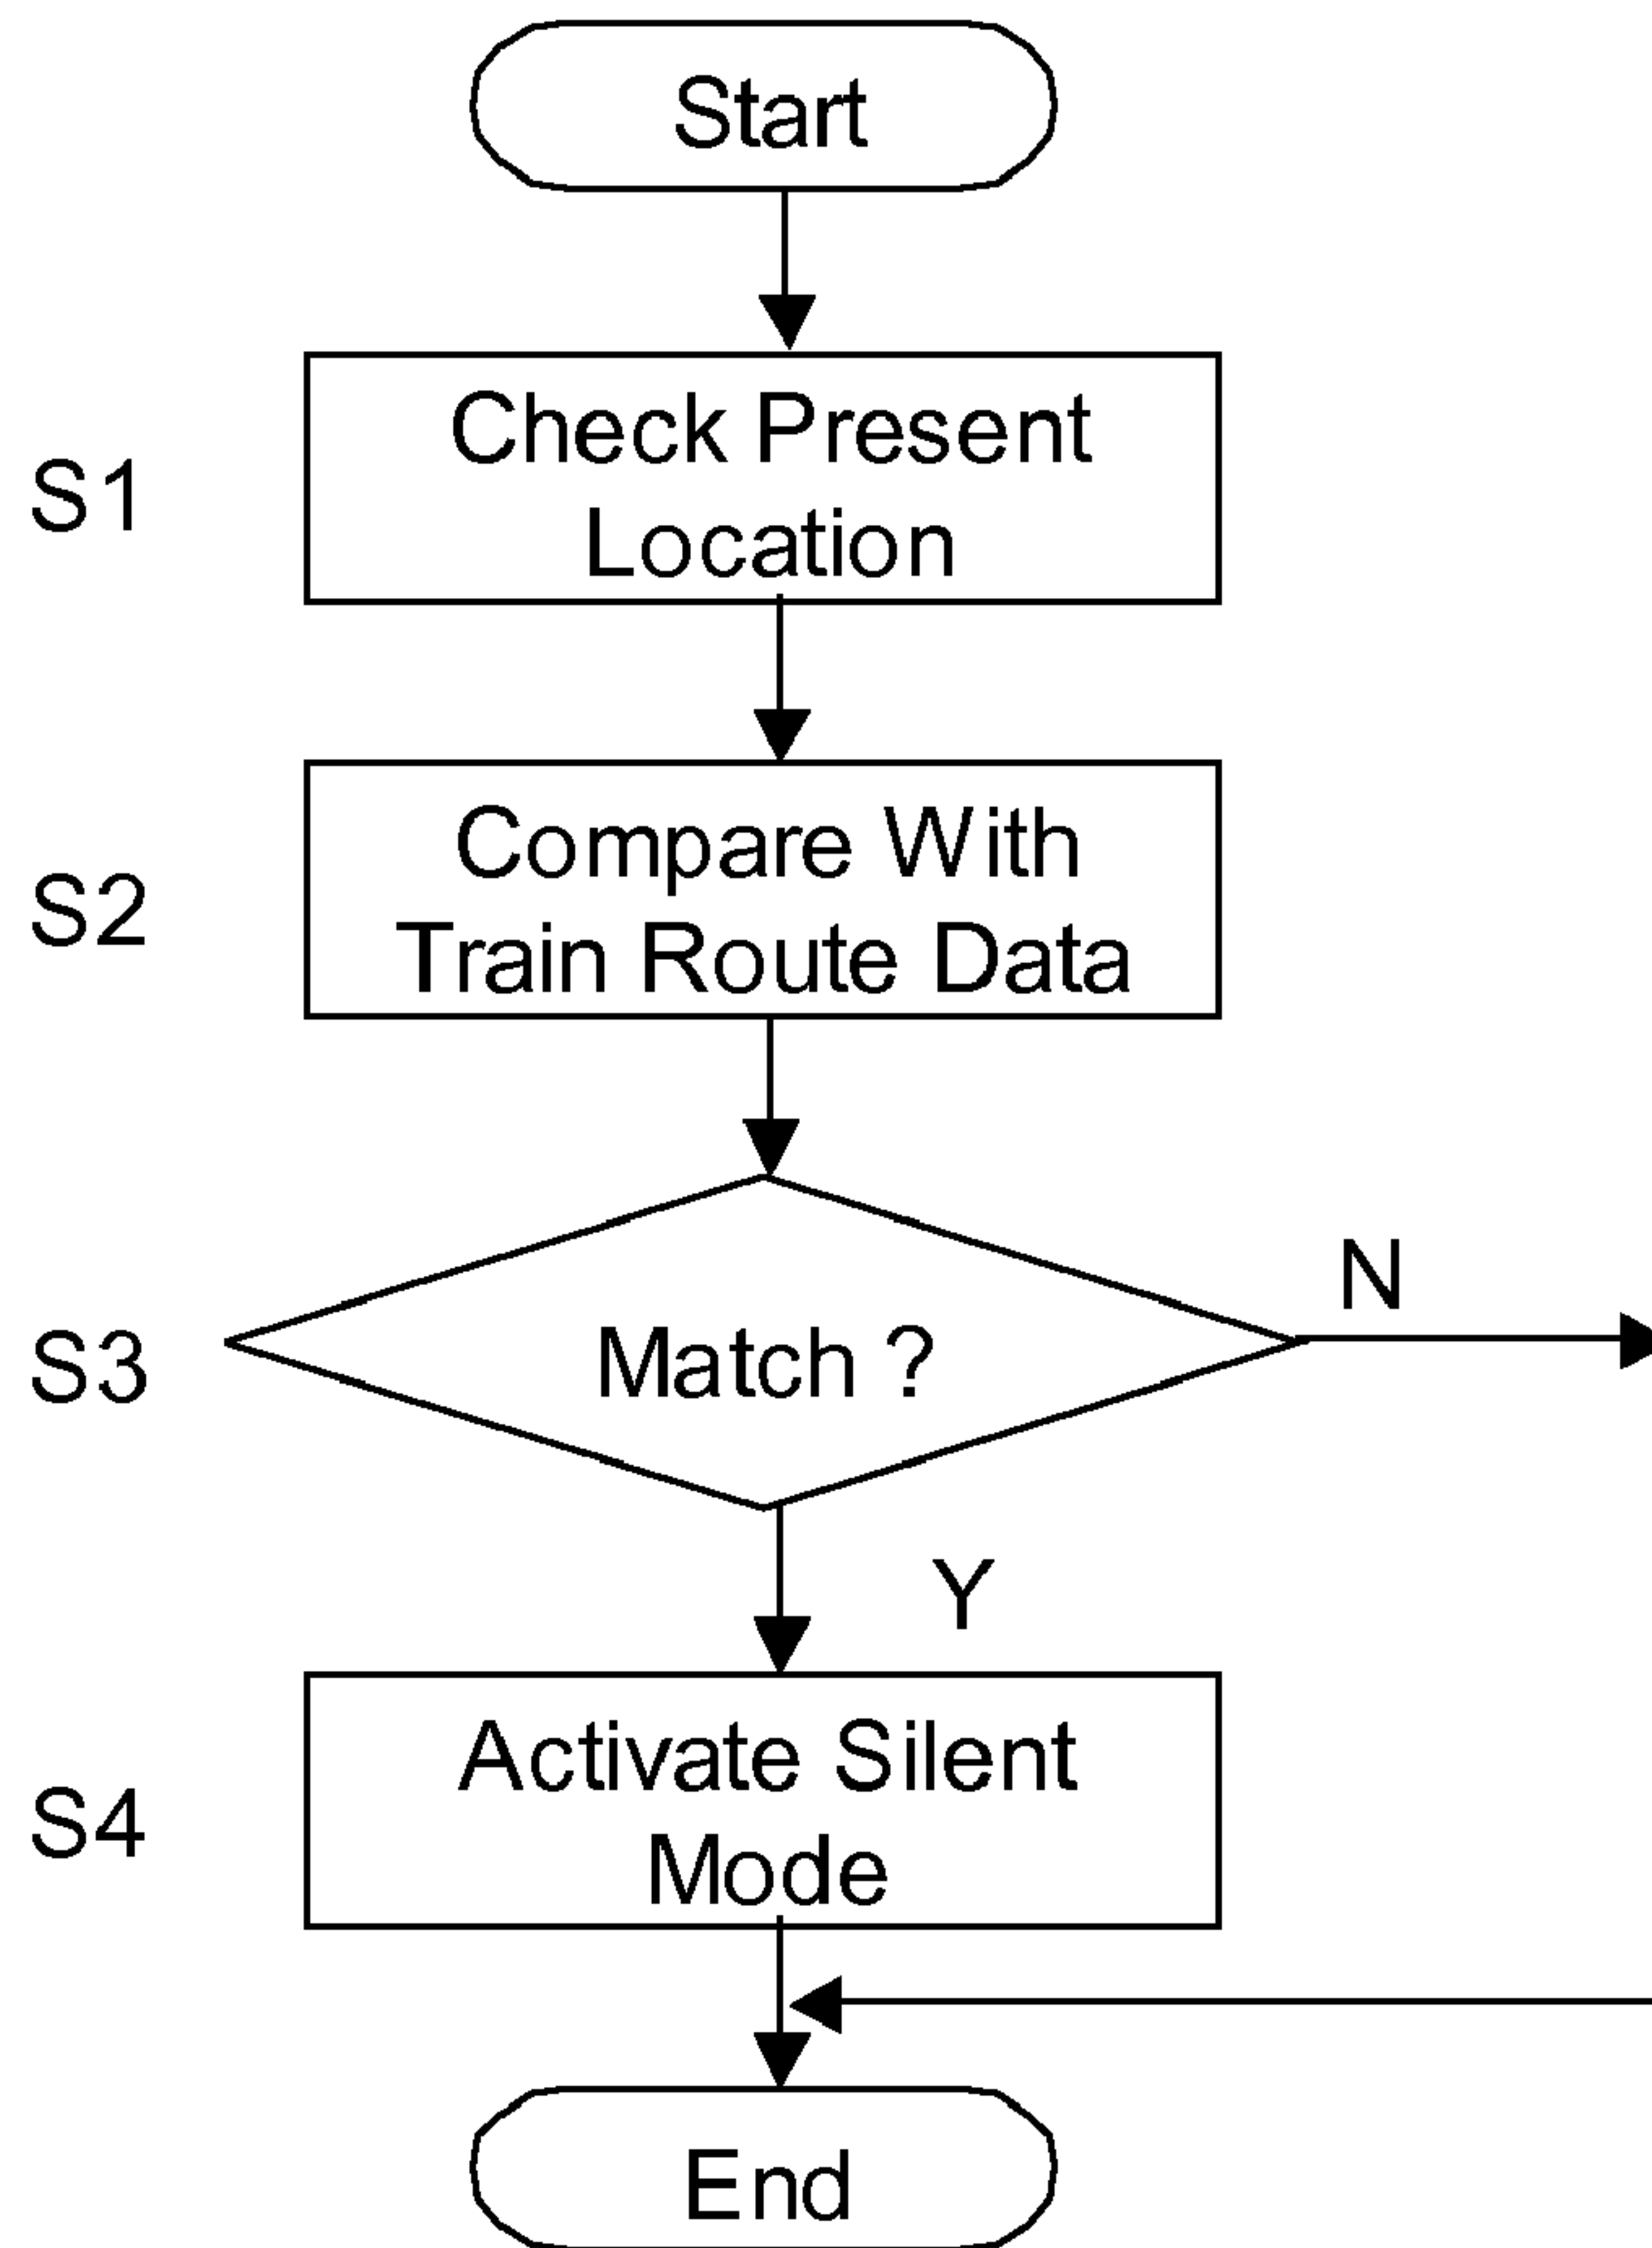 Start
S1
Check Present
Location
S2
Compare With
Train Route Data
S3
Match ?
N
Y
S4
Activate Silent
Mode
End